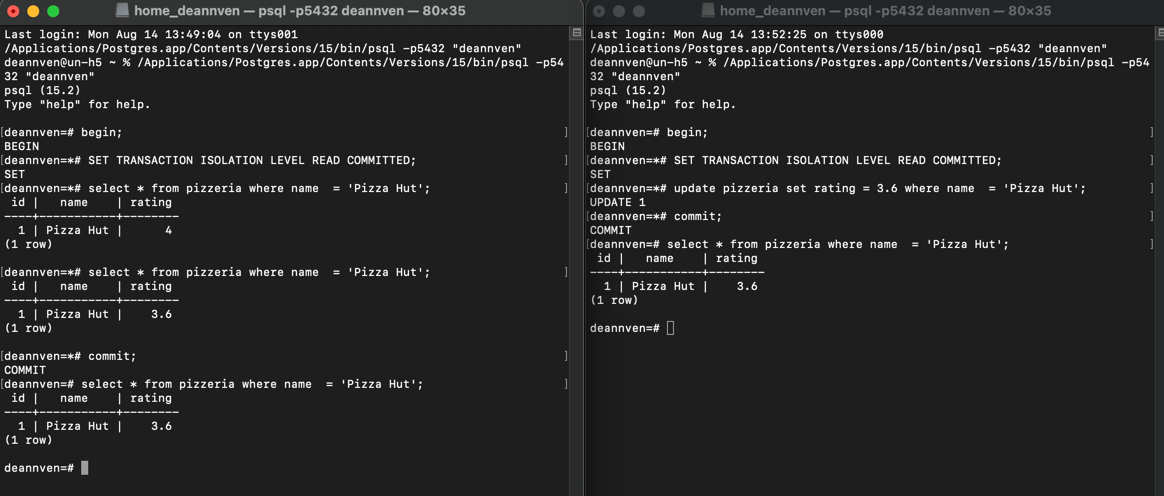 home_deannven — psql -p5432 deannven — 80×35
Last login: Mon Aug 14 13:49:04 on ttys001
/Applications/Postgres.app/Contents/Versions/15/bin/psql -p5432 "deannven"
deannven@un-h5 ~ % /Applications/Postgres.app/Contents/Versions/15/bin/psql -p54
32 "deannven"
psql (15.2)
Type "help" for help.
[deannven=# begin; ]
BEGIN
[deannven=*# SET TRANSACTION ISOLATION LEVEL READ COMMITTED; ]
SET
[deannven=*# select * from pizzeria where name  = 'Pizza Hut'; ]
 id |   name    | rating
----+-----------+--------
  1 | Pizza Hut |      4
(1 row)
[deannven=*# select * from pizzeria where name  = 'Pizza Hut'; ]
 id |   name    | rating
----+-----------+--------
  1 | Pizza Hut |    3.6
(1 row)
[deannven=*# commit; ]
COMMIT
[deannven=# select * from pizzeria where name  = 'Pizza Hut'; ]
 id |   name    | rating
----+-----------+--------
  1 | Pizza Hut |    3.6
(1 row)
deannven=#
home_deannven — psql -p5432 deannven — 80×35
Last login: Mon Aug 14 13:52:25 on ttys000
/Applications/Postgres.app/Contents/Versions/15/bin/psql -p5432 "deannven"
deannven@un-h5 ~ % /Applications/Postgres.app/Contents/Versions/15/bin/psql -p54
32 "deannven"
psql (15.2)
Type "help" for help.
[deannven=# begin; ]
BEGIN
[deannven=*# SET TRANSACTION ISOLATION LEVEL READ COMMITTED; ]
SET
[deannven=*# update pizzeria set rating = 3.6 where name  = 'Pizza Hut'; ]
UPDATE 1
[deannven=*# commit; ]
COMMIT
[deannven=# select * from pizzeria where name  = 'Pizza Hut'; ]
 id |   name    | rating
----+-----------+--------
  1 | Pizza Hut |    3.6
(1 row)
deannven=#